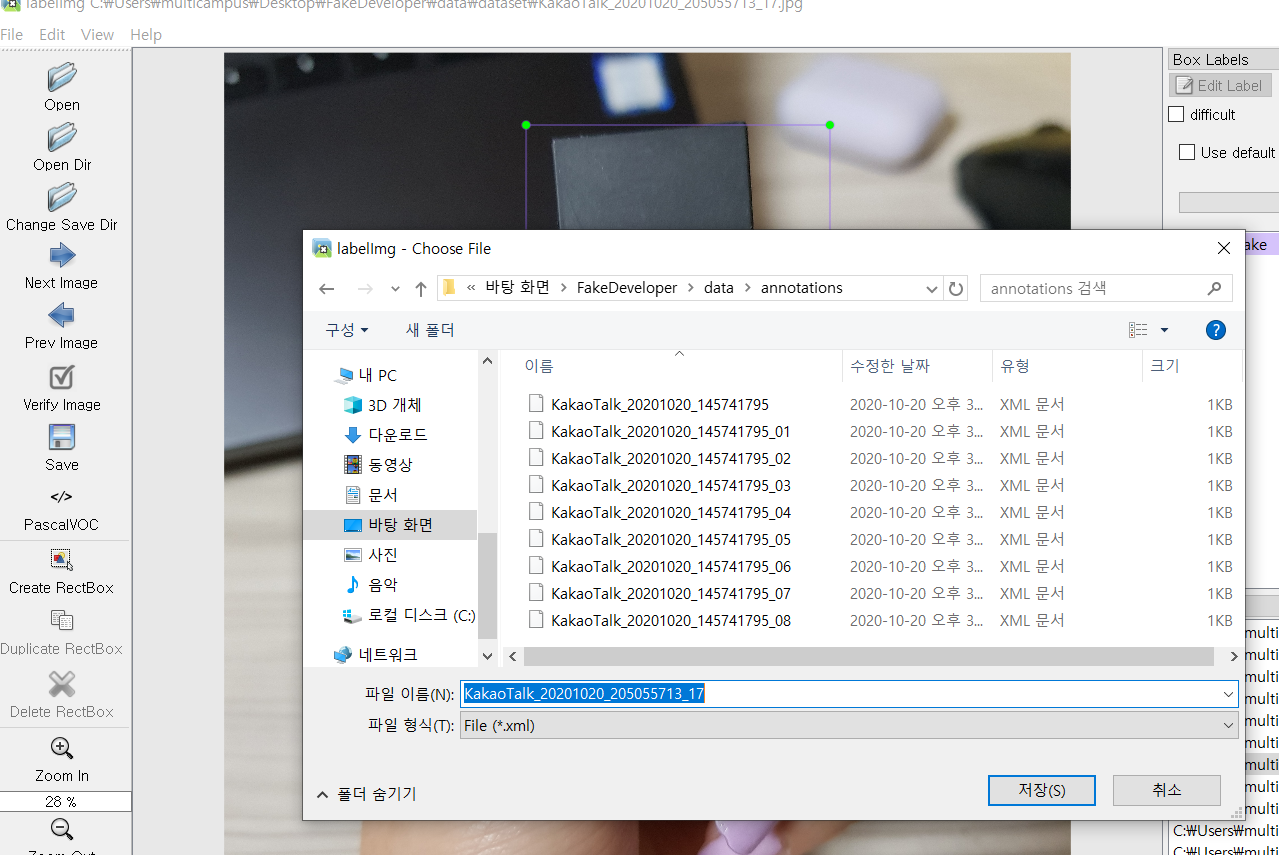 labelImg C:₩Users₩multicampus₩Desktop₩FakeDeveloper₩data₩dataset₩KakaoTalk_20201020_205055713_17.jpg
File Edit View Help
Open
Open Dir
Change Save Dir
Next Image
Prev Image
Verify Image
Save
</>
PascalVOC
Create RectBox
Duplicate RectBox
Delete RectBox
Zoom In
28 %
Box Labels
Edit Label
difficult
Use default
ake
labelImg - Choose File
« 바탕 화면 > FakeDeveloper > data > annotations
annotations 검색
구성 새 폴더
?
내 PC
3D 개체
다운로드
동영상
문서
바탕 화면
사진
음악
로컬 디스크 (C:)
네트워크
이름 수정한 날짜 유형 크기
KakaoTalk_20201020_145741795 2020-10-20 오후 3... XML 문서 1KB
KakaoTalk_20201020_145741795_01 2020-10-20 오후 3... XML 문서 1KB
KakaoTalk_20201020_145741795_02 2020-10-20 오후 3... XML 문서 1KB
KakaoTalk_20201020_145741795_03 2020-10-20 오후 3... XML 문서 1KB
KakaoTalk_20201020_145741795_04 2020-10-20 오후 3... XML 문서 1KB
KakaoTalk_20201020_145741795_05 2020-10-20 오후 3... XML 문서 1KB
KakaoTalk_20201020_145741795_06 2020-10-20 오후 3... XML 문서 1KB
KakaoTalk_20201020_145741795_07 2020-10-20 오후 3... XML 문서 1KB
KakaoTalk_20201020_145741795_08 2020-10-20 오후 3... XML 문서 1KB
파일 이름(N): KakaoTalk_20201020_205055713_17
파일 형식(T): File (*.xml)
폴더 숨기기
저장(S) 취소
multi
multi
multi
multi
multi
multi
multi
multi
multi
C:₩Users₩multi